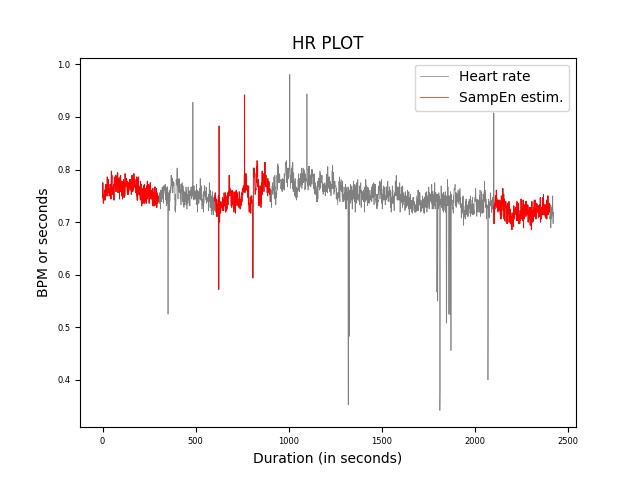 HR PLOT
Heart rate
SampEn estim.
1.0
0.9
0.8
0.7
0.6
0.5
0.4
BPM or seconds
0
500
1000
1500
2000
2500
Duration (in seconds)